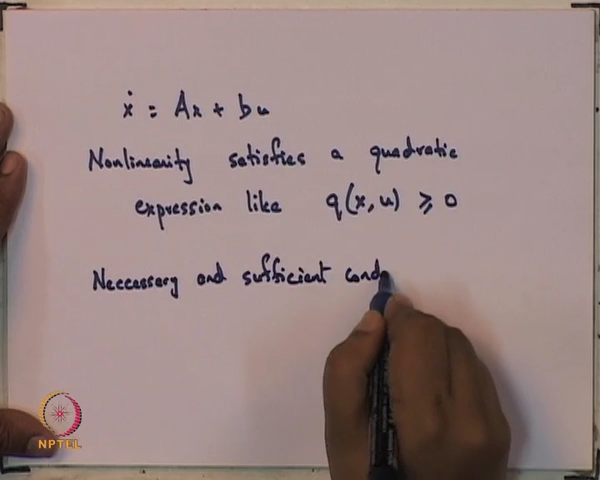 ẋ = Ax + bu
Nonlinearity satisfies a quadratic
expression like q(x, u) ⩾ 0
Neccessary and sufficient cond
NPTEL